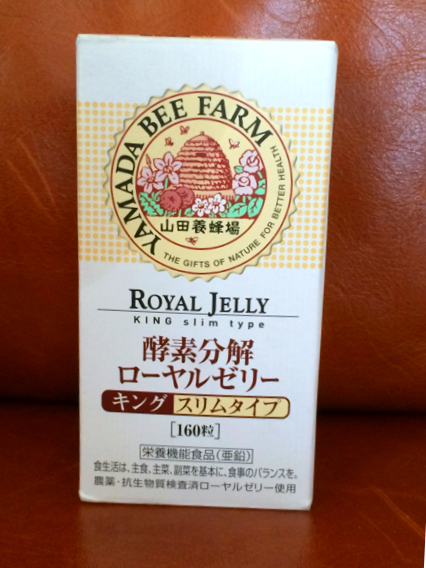 YAMADA BEE FARM
山田養蜂場
THE GIFTS OF NATURE FOR BETTER HEALTH
ROYAL JELLY
KING slim type
酵素分解
ローヤルゼリー
キング スリムタイプ
[160粒]
栄養機能食品(亜鉛)
食生活は、主食、主菜、副菜を基本に、食事のバランスを。
農薬・抗生物質検査済ローヤルゼリー使用